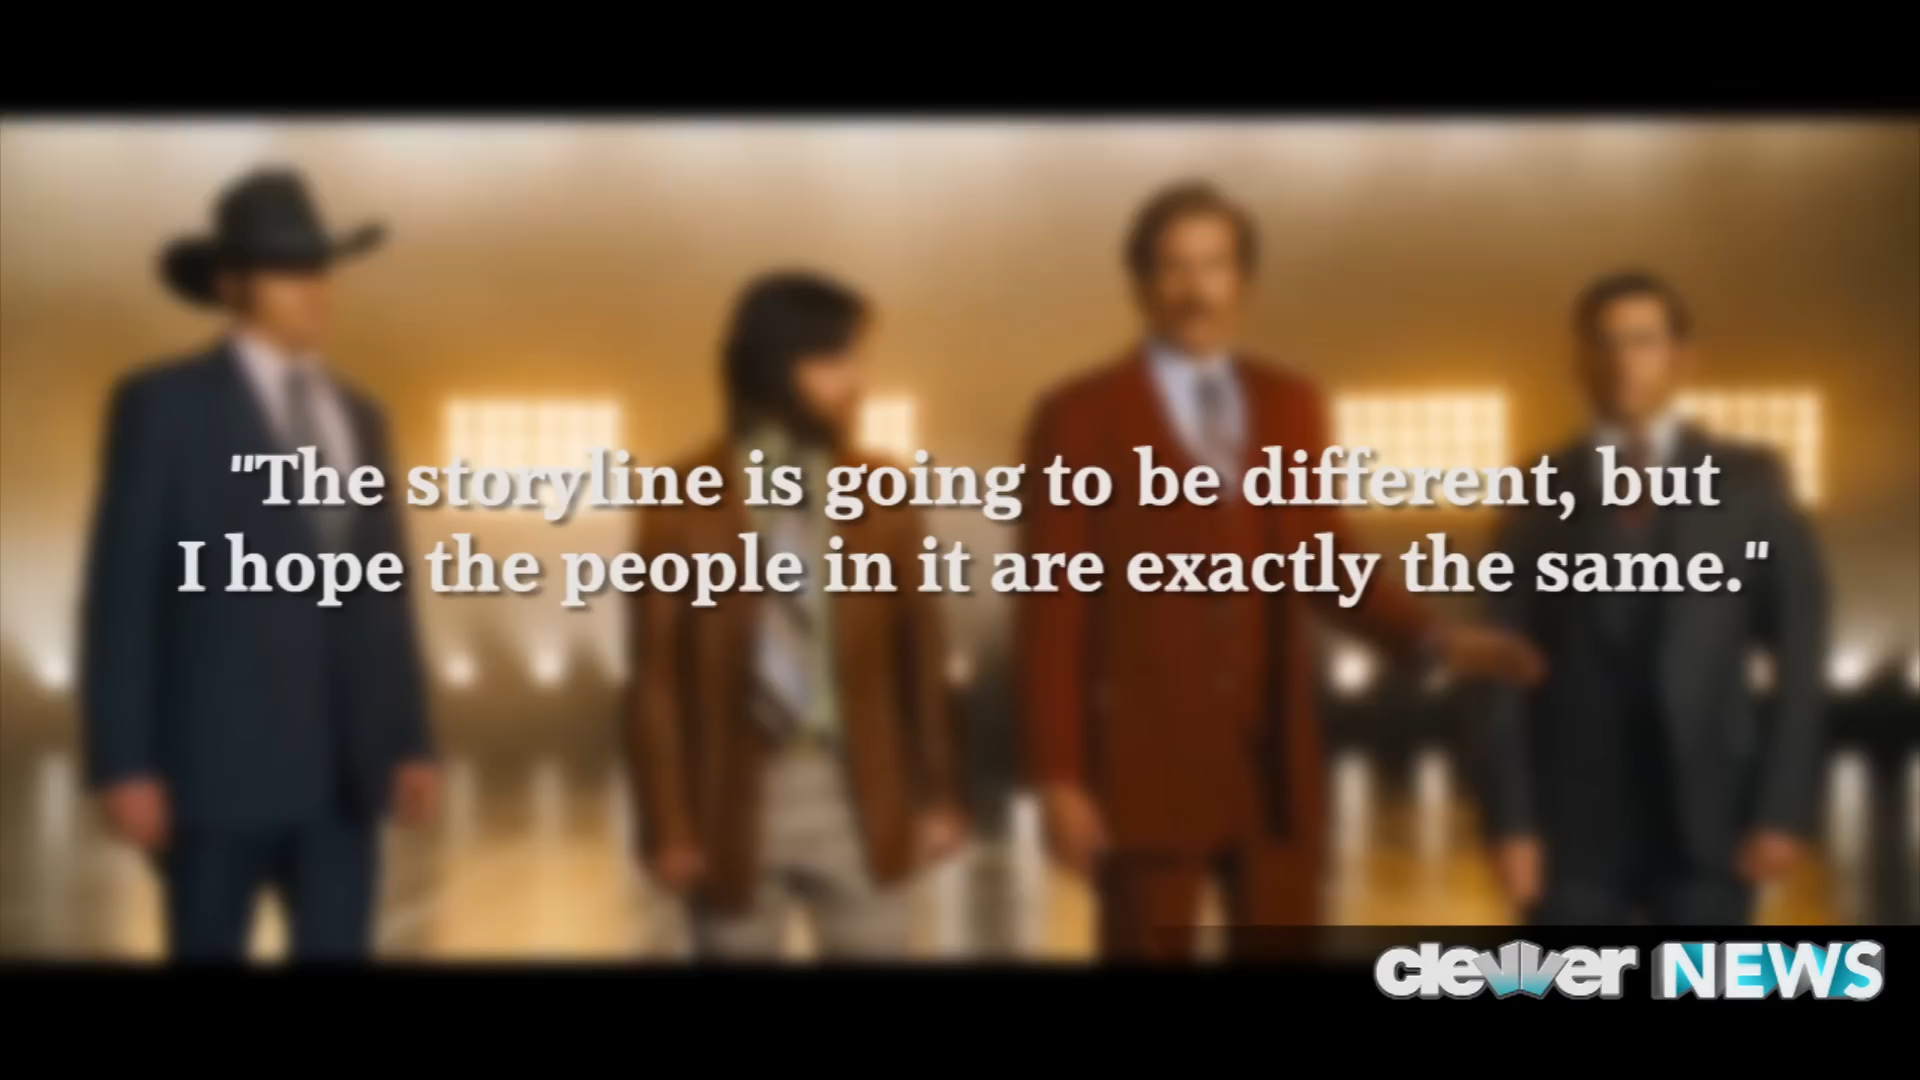 "The storyline is going to be different, but
I hope the people in it are exactly the same."
clevver NEWS